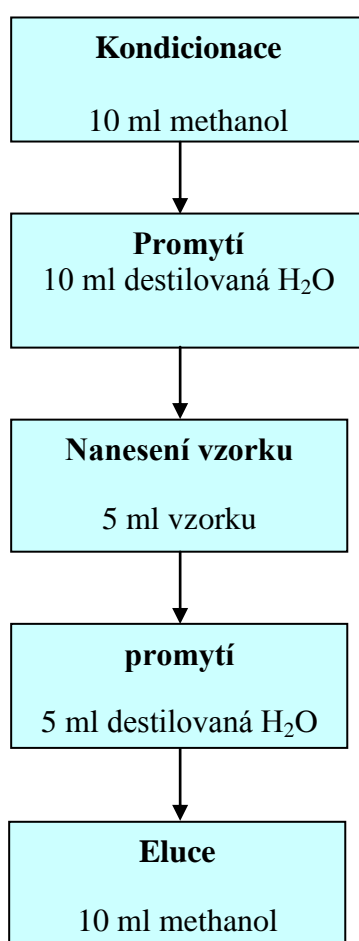 Kondicionace
10 ml methanol
Promytí
10 ml destilovaná H₂O
Nanesení vzorku
5 ml vzorku
promytí
5 ml destilovaná H₂O
Eluce
10 ml methanol